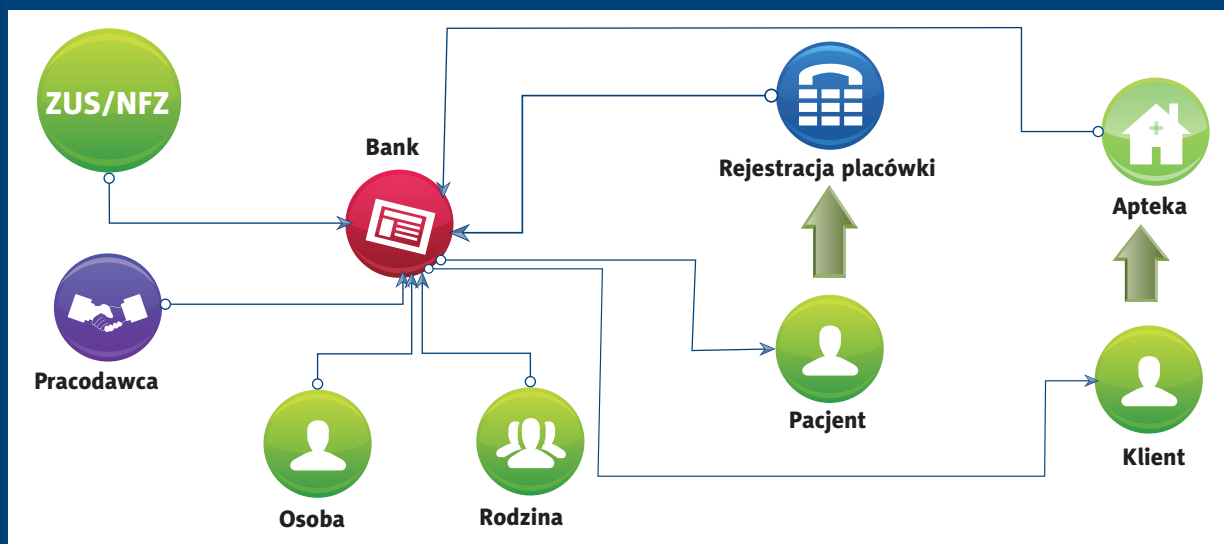 ZUS/NFZ
Bank
Rejestracja placówki
Apteka
Pracodawca
Pacjent
Klient
Osoba
Rodzina